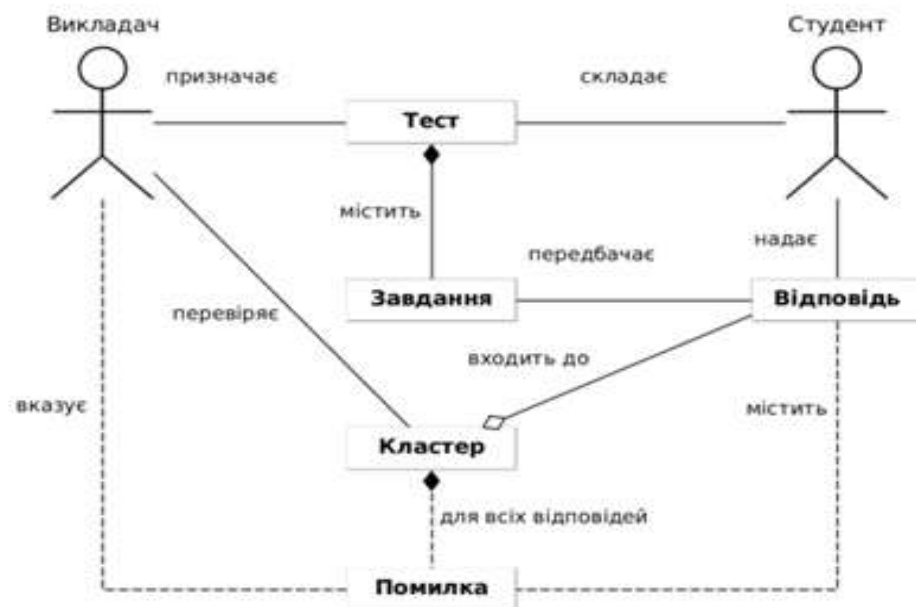 Викладач
Студент
призначає
складає
Тест
містить
передбачає
надає
Завдання
Відповідь
перевіряє
входить до
вказує
містить
Кластер
для всіх відповідей
Помилка